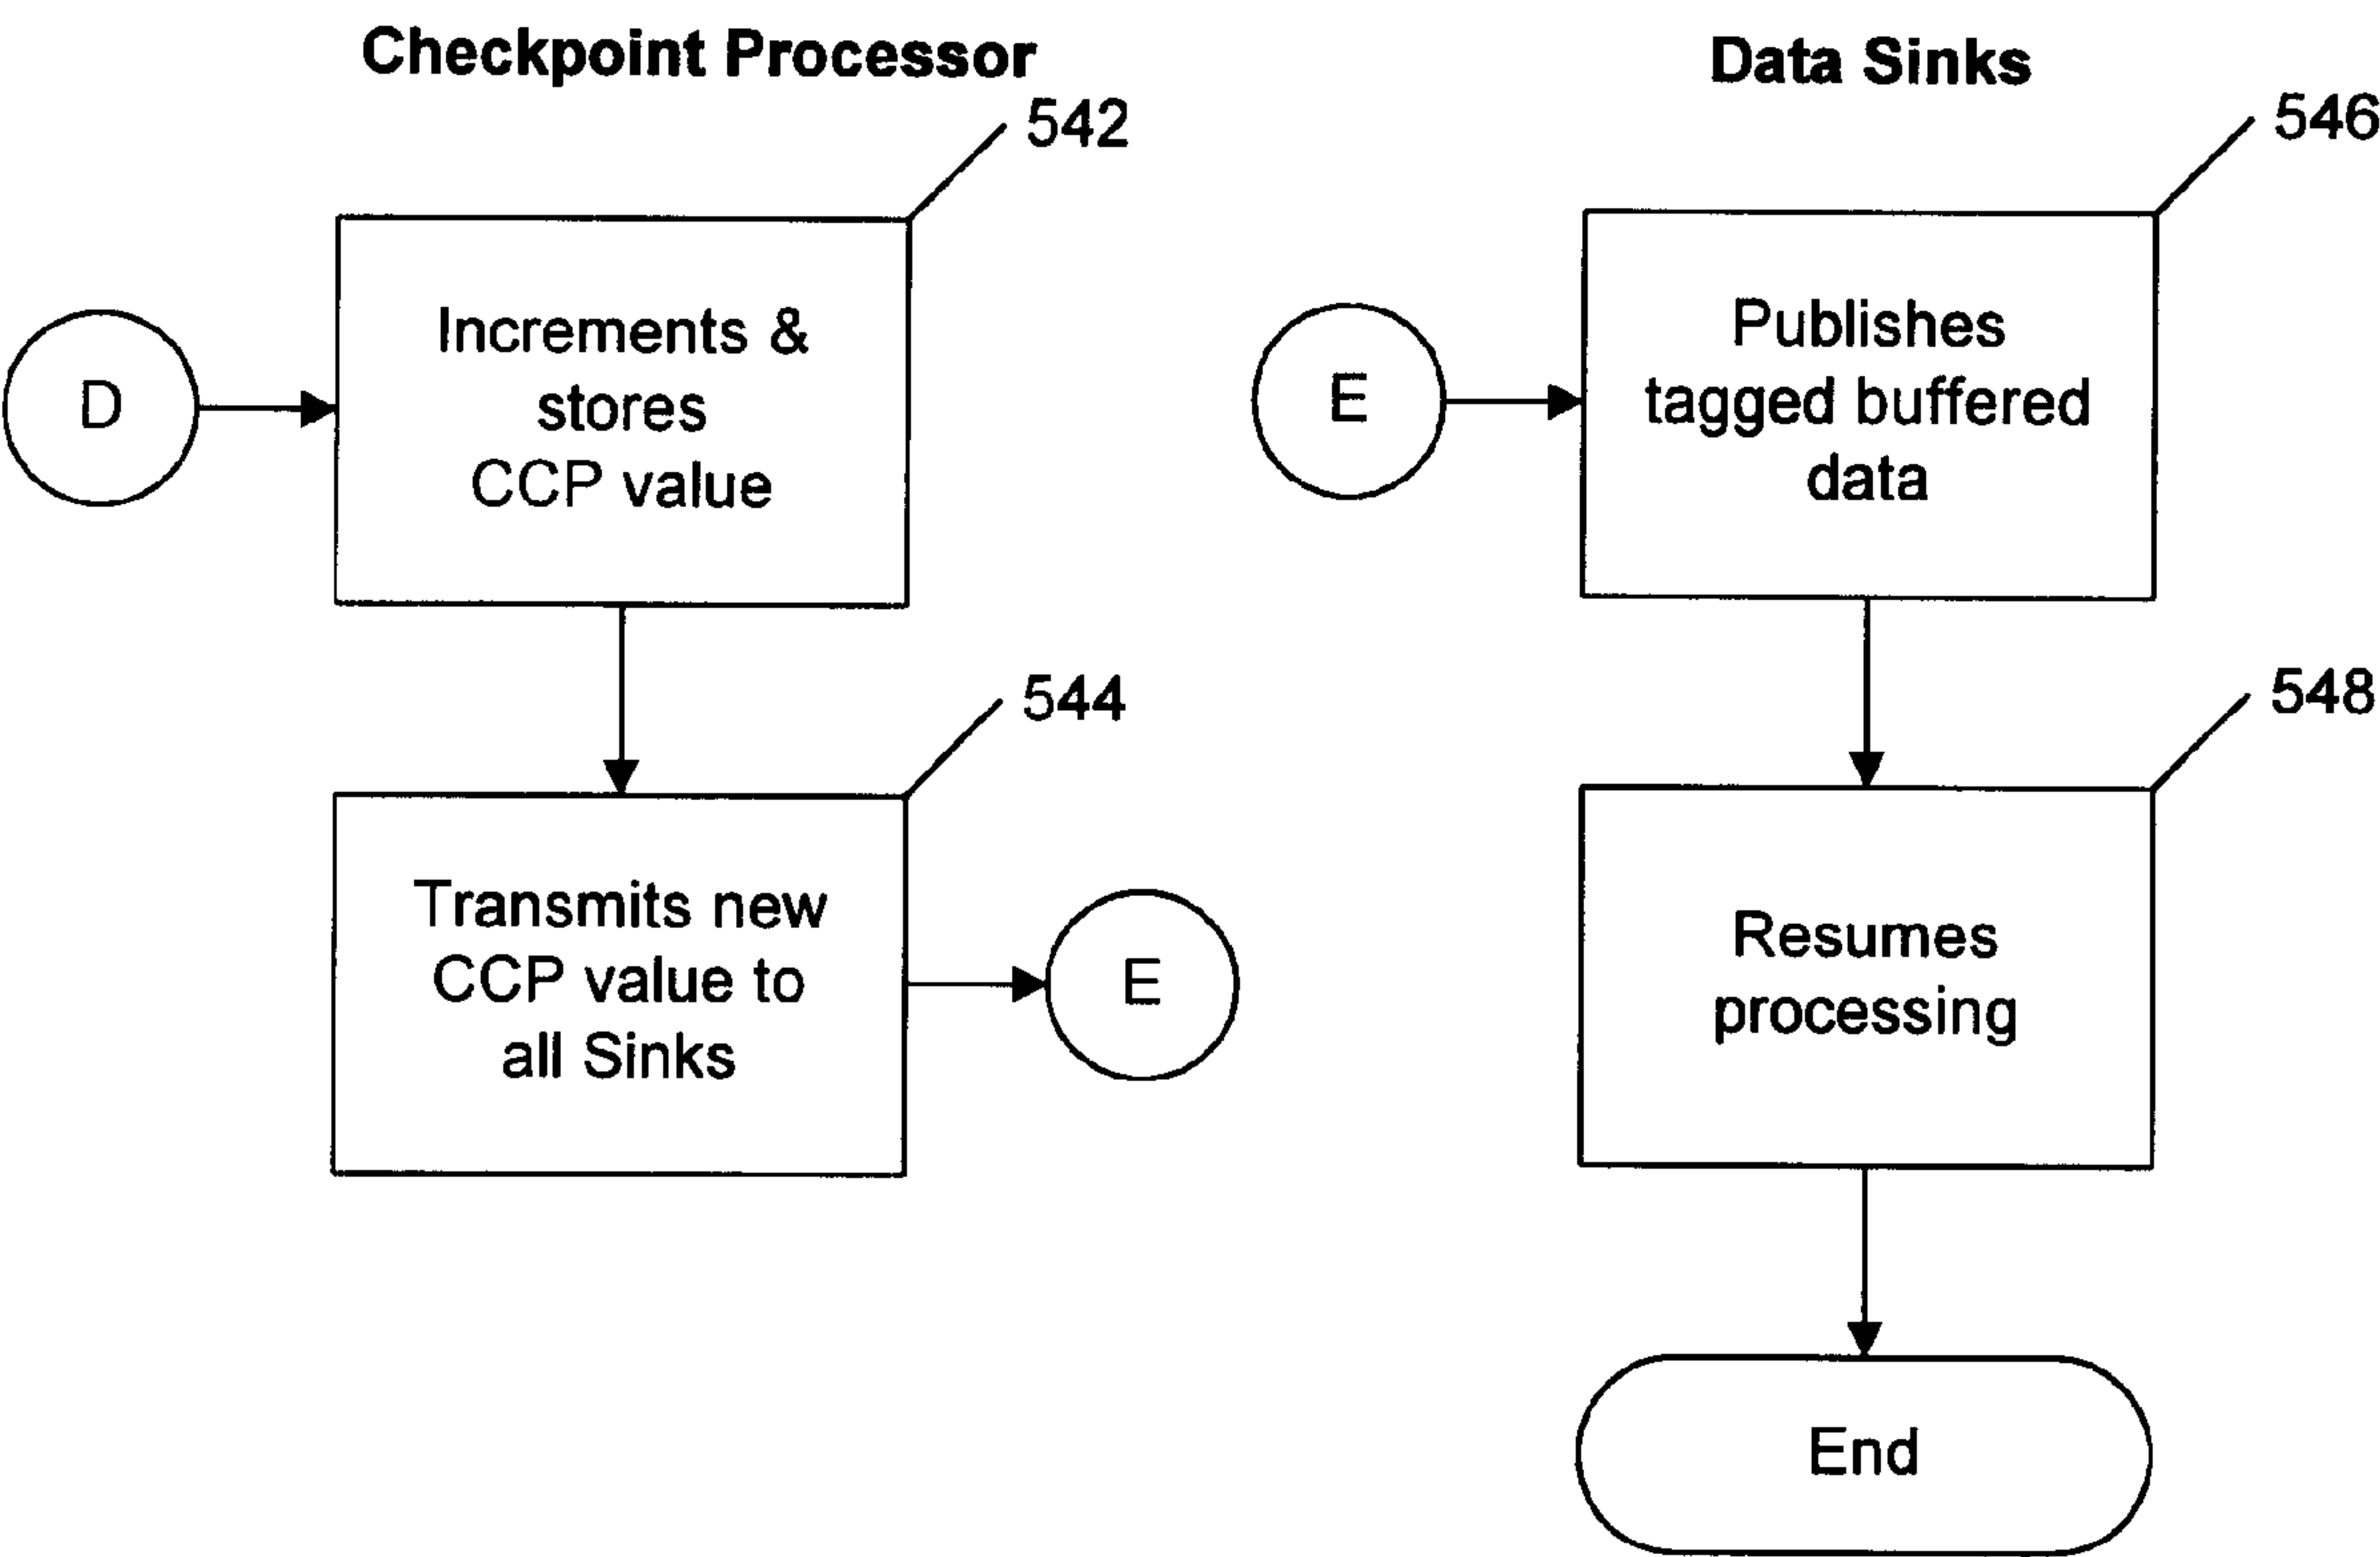 Checkpoint Processor
542
D
Increments &
stores
CCP value
544
Transmits new
CCP value to
all Sinks
E
Data Sinks
546
E
Publishes
tagged buffered
data
548
Resumes
processing
End